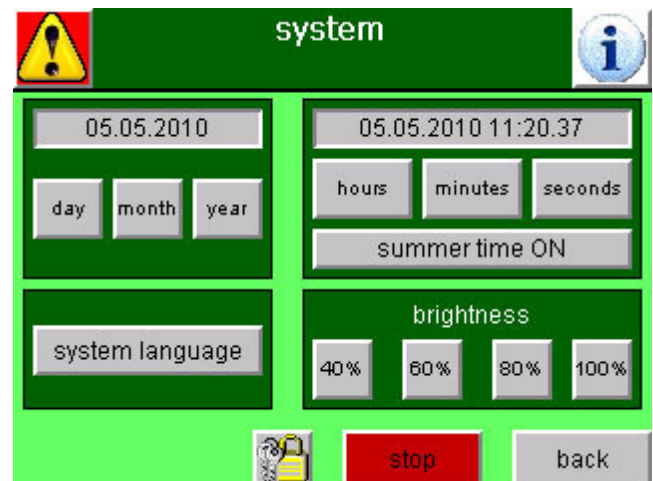 system
05.05.2010
day month year
05.05.2010 11:20.37
hours minutes seconds
summer time ON
system language
brightness
40% 60% 80% 100%
stop back